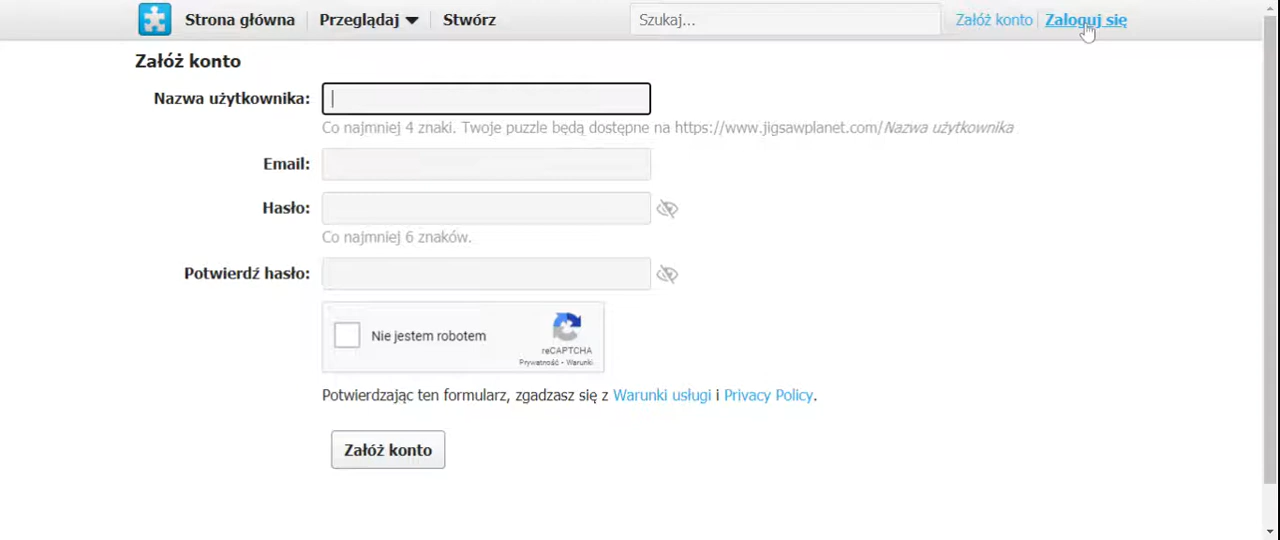 Strona główna Przeglądaj Stwórz Szukaj... Załóż konto Zaloguj się
Załóż konto
Nazwa użytkownika:
Co najmniej 4 znaki. Twoje puzzle będą dostępne na https://www.jigsawplanet.com/Nazwa użytkownika
Email:
Hasło:
Co najmniej 6 znaków.
Potwierdź hasło:
Nie jestem robotem
reCAPTCHA
Prywatność - Warunki
Potwierdzając ten formularz, zgadzasz się z Warunki usługi i Privacy Policy.
Załóż konto